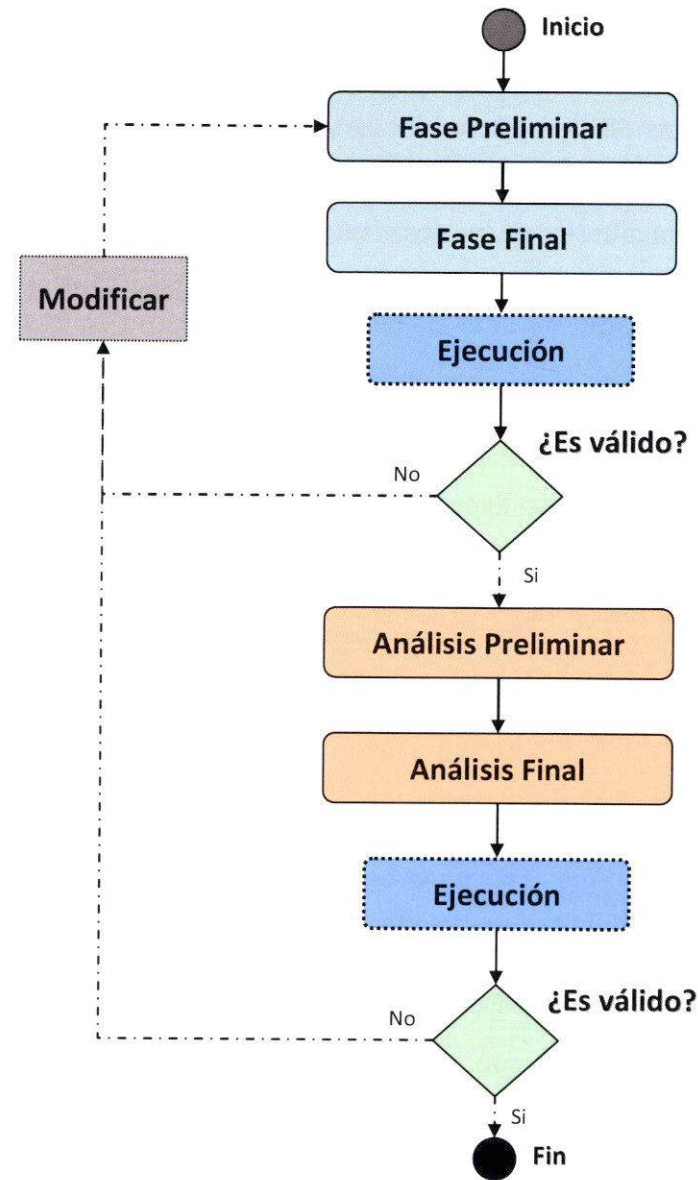 Inicio
Fase Preliminar
Fase Final
Modificar
Ejecución
¿Es válido?
No
Si
Análisis Preliminar
Análisis Final
Ejecución
¿Es válido?
No
Si
Fin